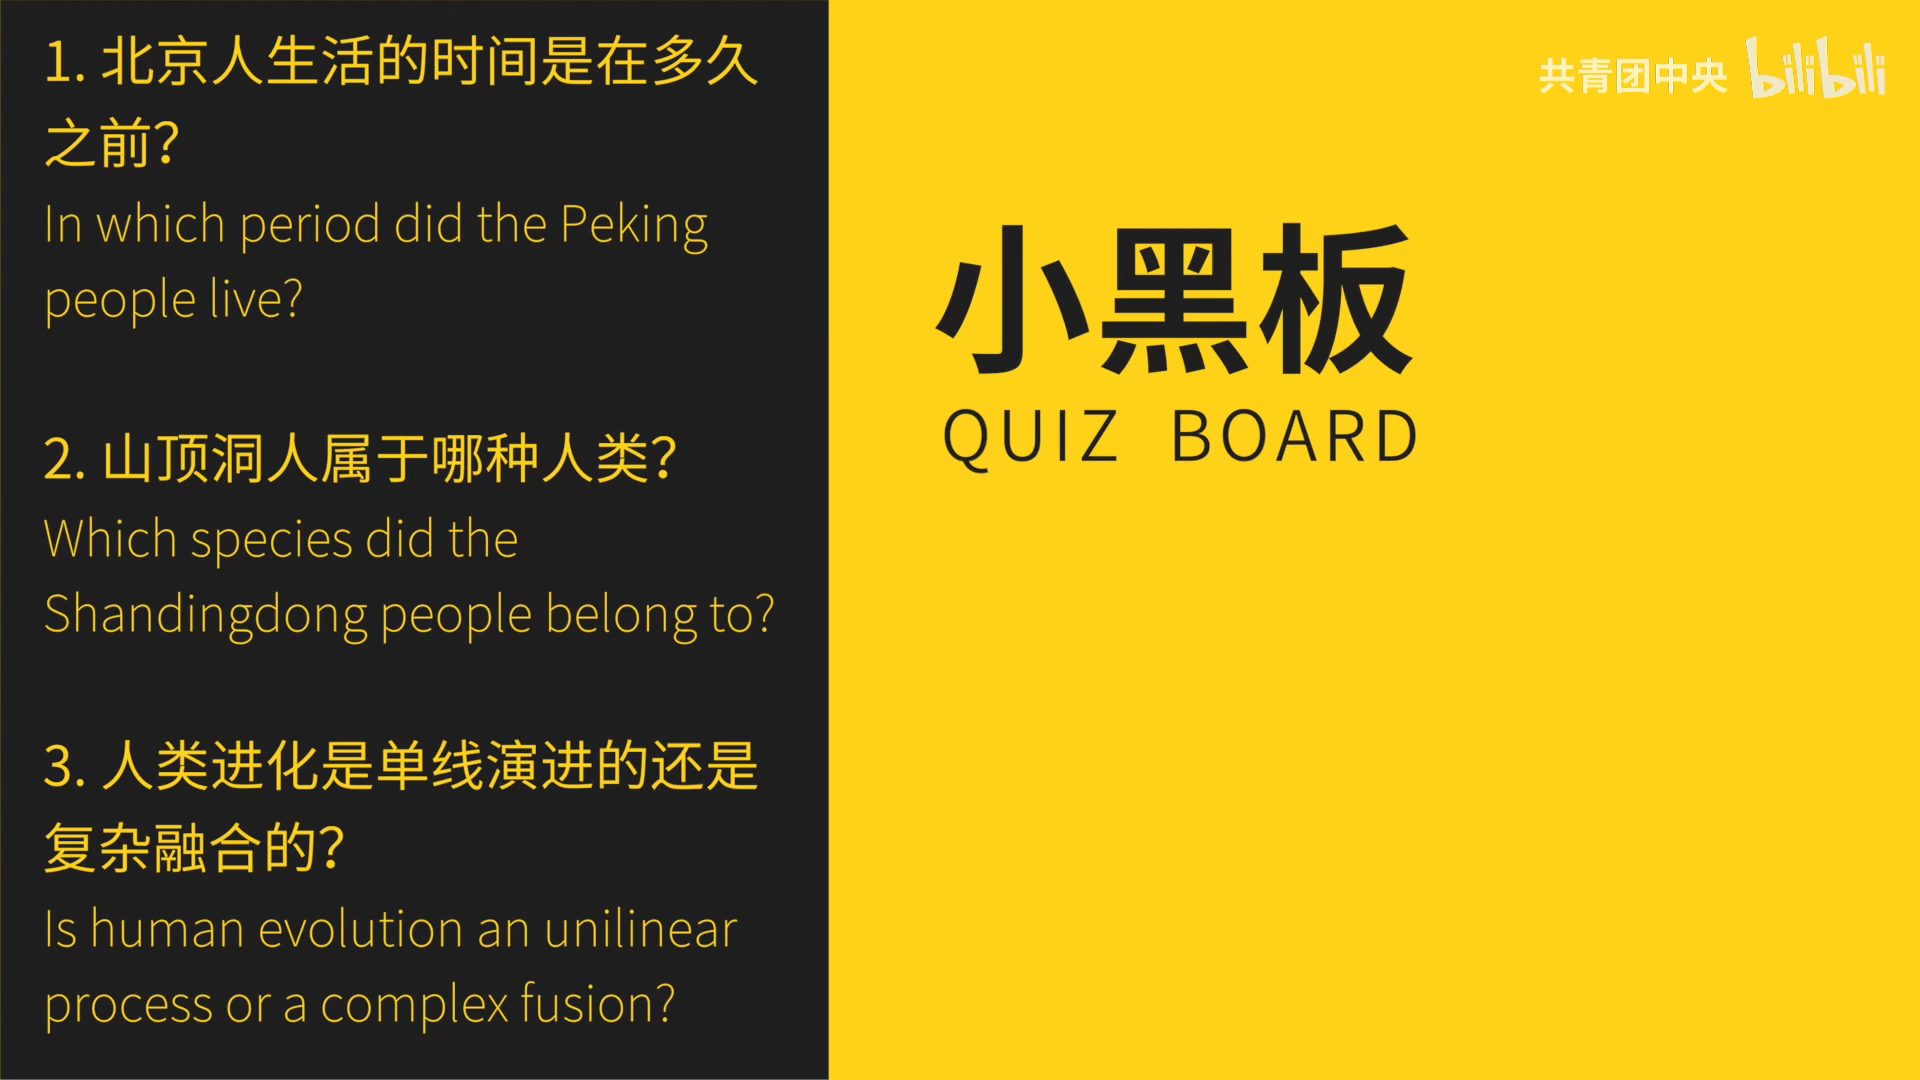 1. 北京人生活的时间是在多久
之前？
In which period did the Peking
people live?
2. 山顶洞人属于哪种人类？
Which species did the
Shandingdong people belong to?
3. 人类进化是单线演进的还是
复杂融合的？
Is human evolution an unilinear
process or a complex fusion?
共青团中央 bilibili
小黑板
QUIZ BOARD